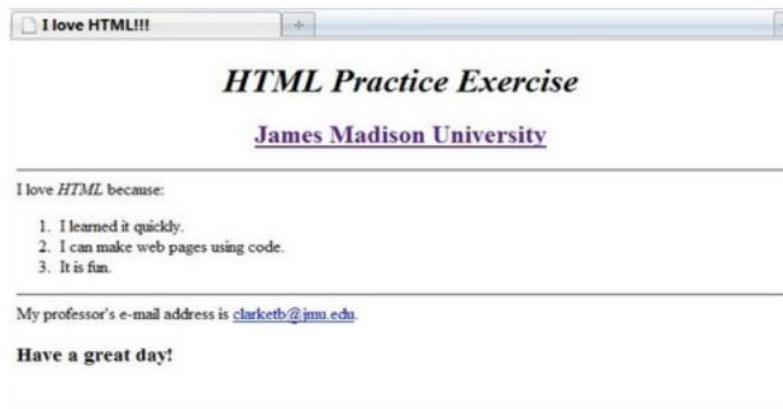 I love HTML!!!
HTML Practice Exercise
James Madison University
I love HTML because:
1. I learned it quickly.
2. I can make web pages using code.
3. It is fun.
My professor's e-mail address is clarketb@jmu.edu.
Have a great day!